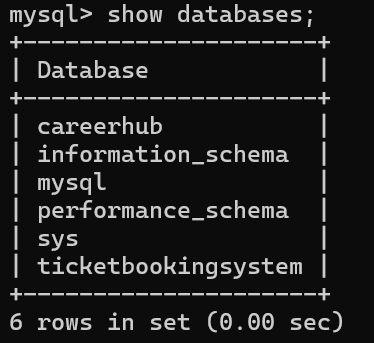 mysql> show databases;
+--------------------+
| Database           |
+--------------------+
| careerhub          |
| information_schema |
| mysql              |
| performance_schema |
| sys                |
| ticketbookingsystem |
+--------------------+
6 rows in set (0.00 sec)